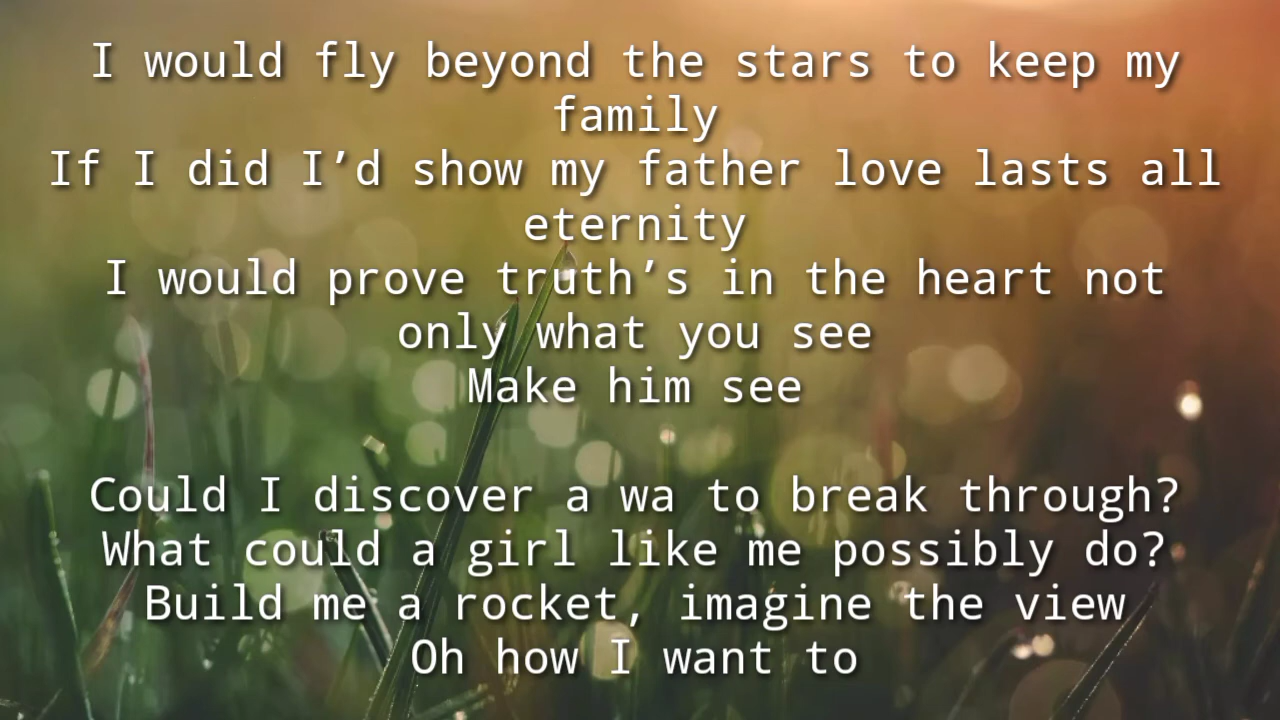 I would fly beyond the stars to keep my
family
If I did I’d show my father love lasts all
eternity
I would prove truth’s in the heart not
only what you see
Make him see
Could I discover a wa to break through?
What could a girl like me possibly do?
Build me a rocket, imagine the view
Oh how I want to